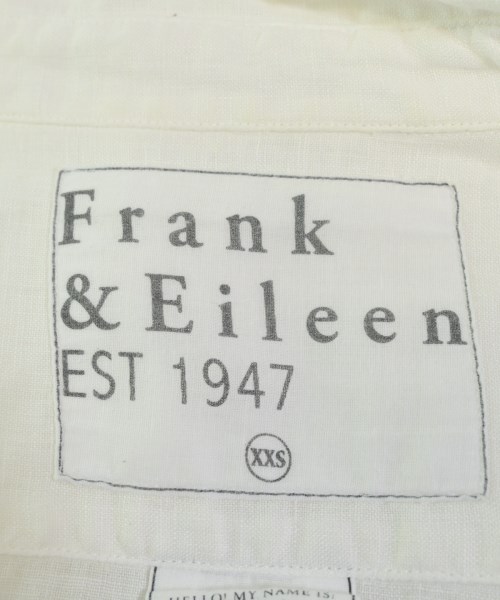 Frank
& Eileen
EST 1947
XXS
HELLO! MY NAME IS: